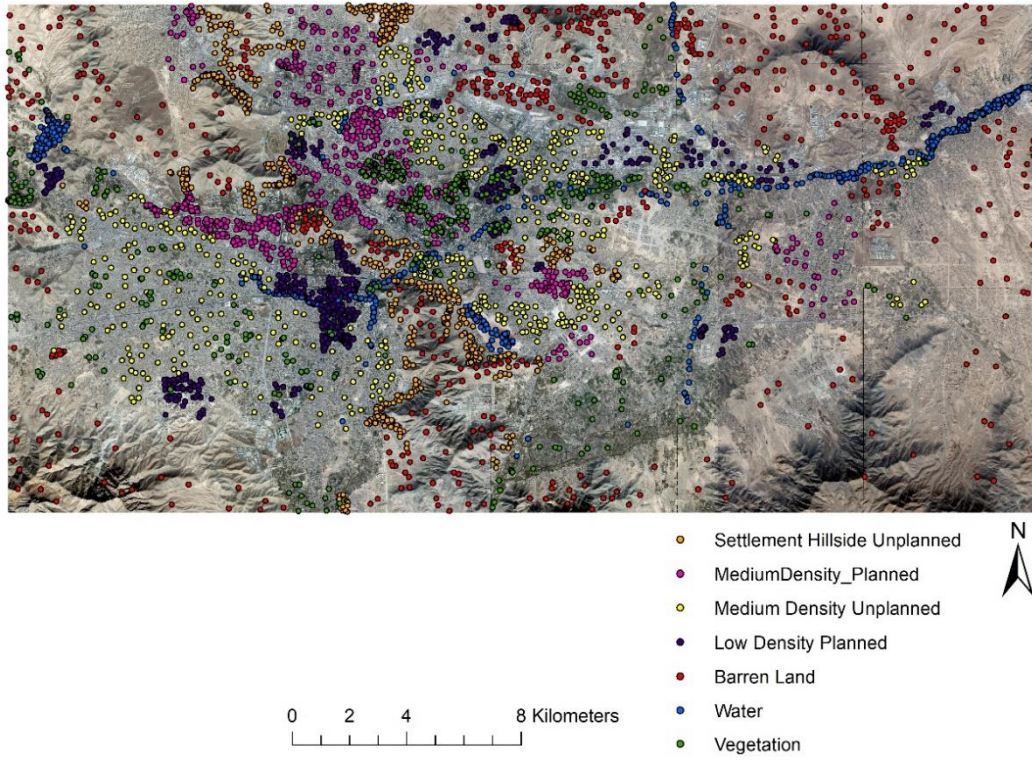 N
Settlement Hillside Unplanned
MediumDensity_Planned
Medium Density Unplanned
Low Density Planned
Barren Land
Water
Vegetation
0 2 4 8 Kilometers